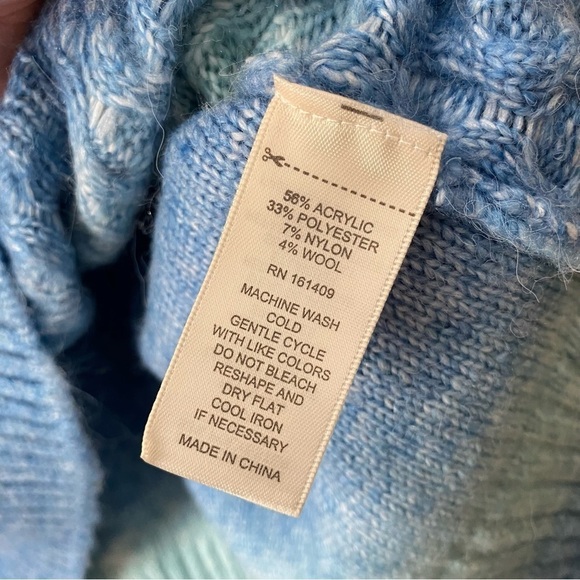 56% ACRYLIC
33% POLYESTER
7% NYLON
4% WOOL
RN 161409
MACHINE WASH
COLD
GENTLE CYCLE
WITH LIKE COLORS
DO NOT BLEACH
RESHAPE AND
DRY FLAT
COOL IRON
IF NECESSARY
MADE IN CHINA